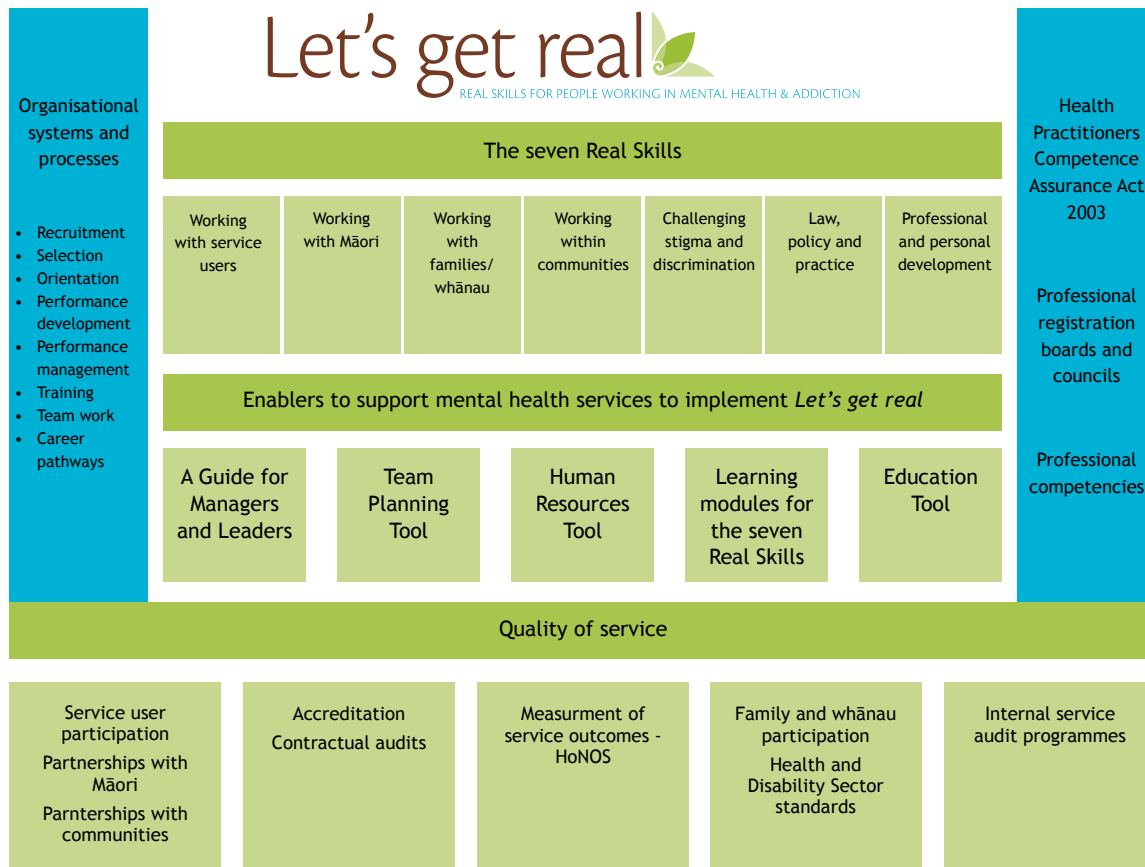 Let's get real
REAL SKILLS FOR PEOPLE WORKING IN MENTAL HEALTH & ADDICTION
Organisational
systems and
processes
• Recruitment
• Selection
• Orientation
• Performance
development
• Performance
management
• Training
• Team work
• Career
pathways
The seven Real Skills
Working
with service
users
Working
with Māori
Working
with
families/
whānau
Working
within
communities
Challenging
stigma and
discrimination
Law,
policy and
practice
Professional
and personal
development
Enablers to support mental health services to implement Let's get real
A Guide for
Managers
and Leaders
Team
Planning
Tool
Human
Resources
Tool
Learning
modules for
the seven
Real Skills
Education
Tool
Health
Practitioners
Competence
Assurance Act
2003
Professional
registration
boards and
councils
Professional
competencies
Quality of service
Service user
participation
Partnerships with
Māori
Parnterships with
communities
Accreditation
Contractual audits
Measurment of
service outcomes -
HoNOS
Family and whānau
participation
Health and
Disability Sector
standards
Internal service
audit programmes